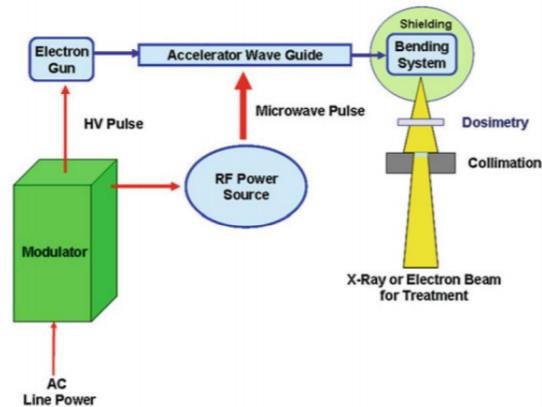 Shielding
Electron
Gun
Accelerator Wave Guide
Bending
System
HV Pulse
Microwave Pulse
Dosimetry
Collimation
RF Power
Source
Modulator
X-Ray or Electron Beam
for Treatment
AC
Line Power